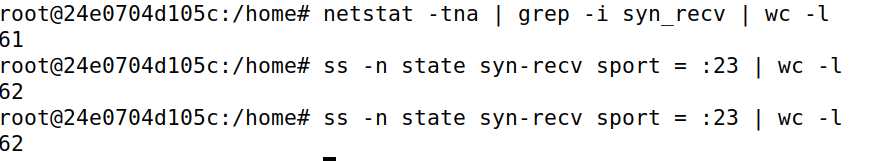 root@24e0704d105c:/home# netstat -tna | grep -i syn_recv | wc -l
61
root@24e0704d105c:/home# ss -n state syn-recv sport = :23 | wc -l
62
root@24e0704d105c:/home# ss -n state syn-recv sport = :23 | wc -l
62